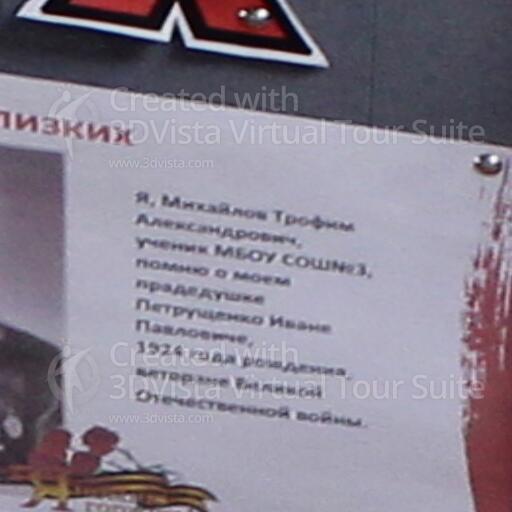 лизких
Я, Михайлов Трофим
Александрович,
ученик МБОУ СОШ№3,
помню о моем
прадедушке
Петрущенко Иване
Павловиче,
1924 года рождения,
ветеране Великой
Отечественной войны.
Created with
3DVista Virtual Tour Suite
www.3dvista.com
Created with
3DVista Virtual Tour Suite
www.3dvista.com